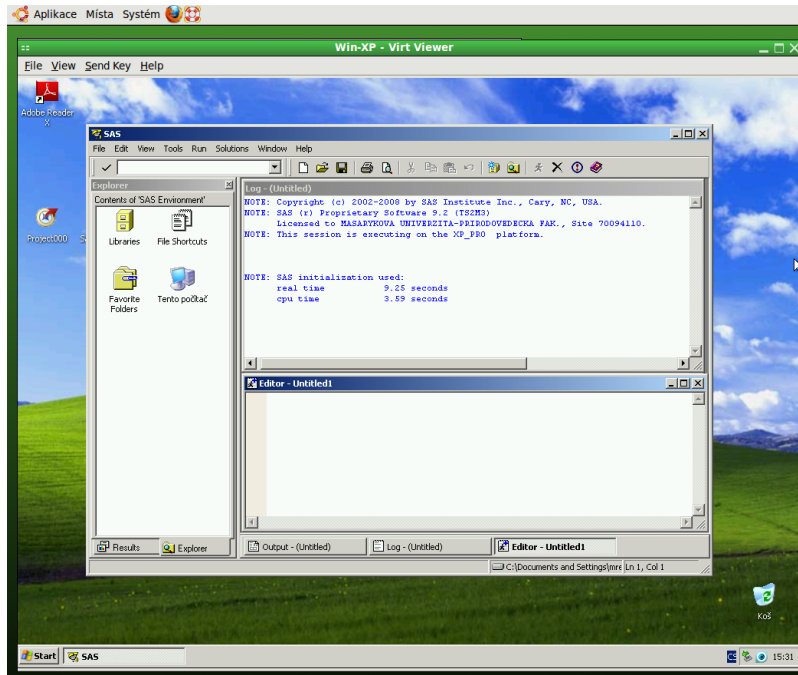 Aplikace Místa Systém
Win-XP - Virt Viewer
File View Send Key Help
Adobe Reader X
Project000 S
SAS
File Edit View Tools Run Solutions Window Help
Explorer
Contents of 'SAS Environment'
Libraries
File Shortcuts
Favorite Folders
Tento počítač
Results
Explorer
Log - (Untitled)
NOTE: Copyright (c) 2002-2008 by SAS Institute Inc., Cary, NC, USA.
NOTE: SAS (r) Proprietary Software 9.2 (TS2M3)
Licensed to MASARYKOVA UNIVERZITA-PRIRODOVEDECKA FAK., Site 70094110.
NOTE: This session is executing on the XP_PRO platform.
NOTE: SAS initialization used:
real time 9.25 seconds
cpu time 3.59 seconds
Editor - Untitled1
Output - (Untitled)
Log - (Untitled)
Editor - Untitled1
C:\Documents and Settings\mre
Ln 1, Col 1
Koš
Start
SAS
CS
15:31